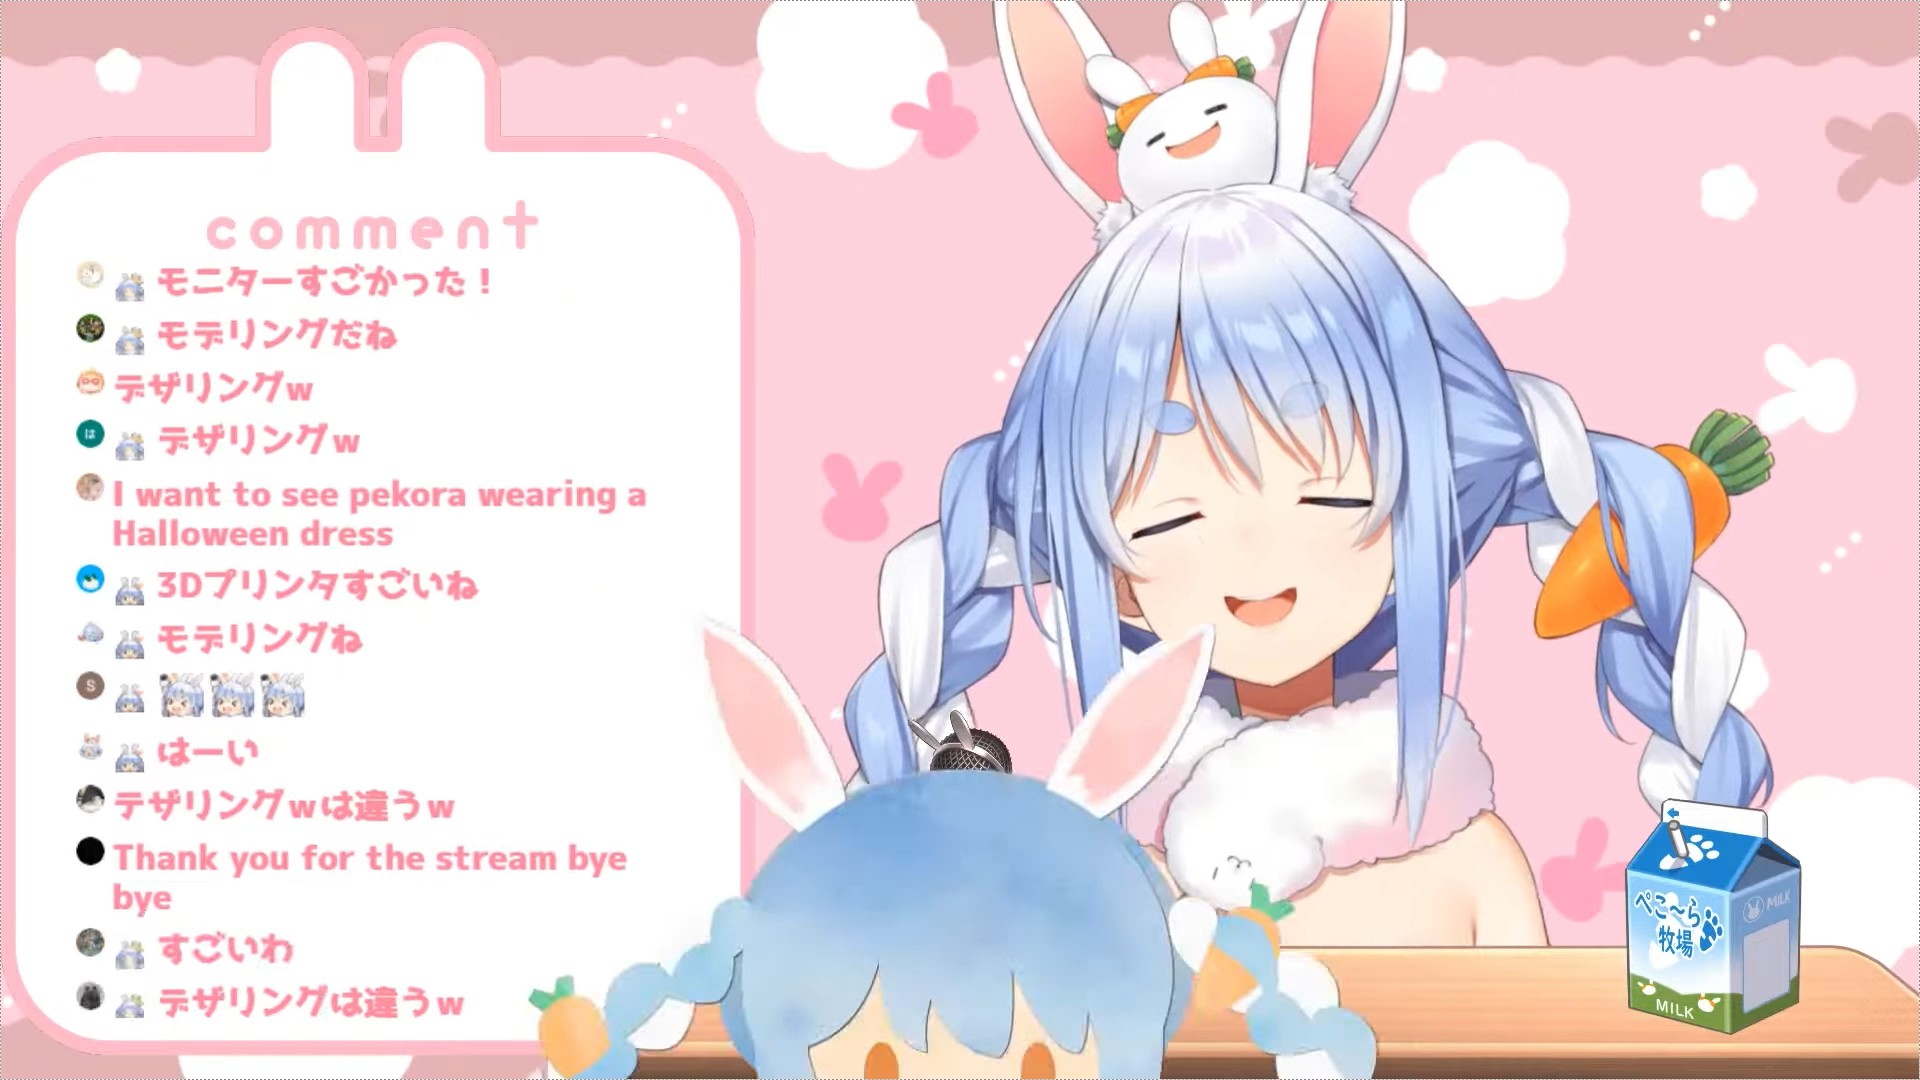 comment
モニターすごかった！
モデリングだね
デザリングw
は
デザリングw
I want to see pekora wearing a
Halloween dress
3Dプリンタすごいね
モデリングね
S
はーい
テザリングwは違うw
Thank you for the stream bye
bye
すごいわ
デザリングは違うw
MILK
ぺこ〜ら
牧場
MILK